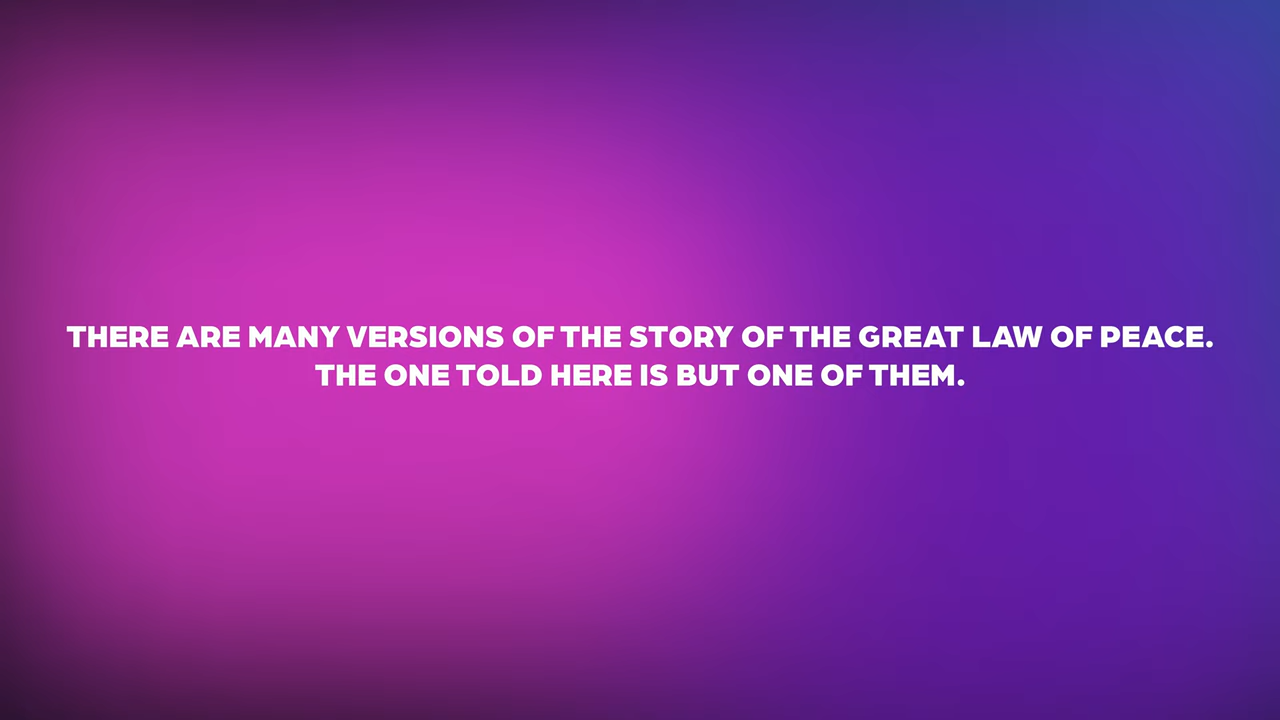 THERE ARE MANY VERSIONS OF THE STORY OF THE GREAT LAW OF PEACE.
THE ONE TOLD HERE IS BUT ONE OF THEM.